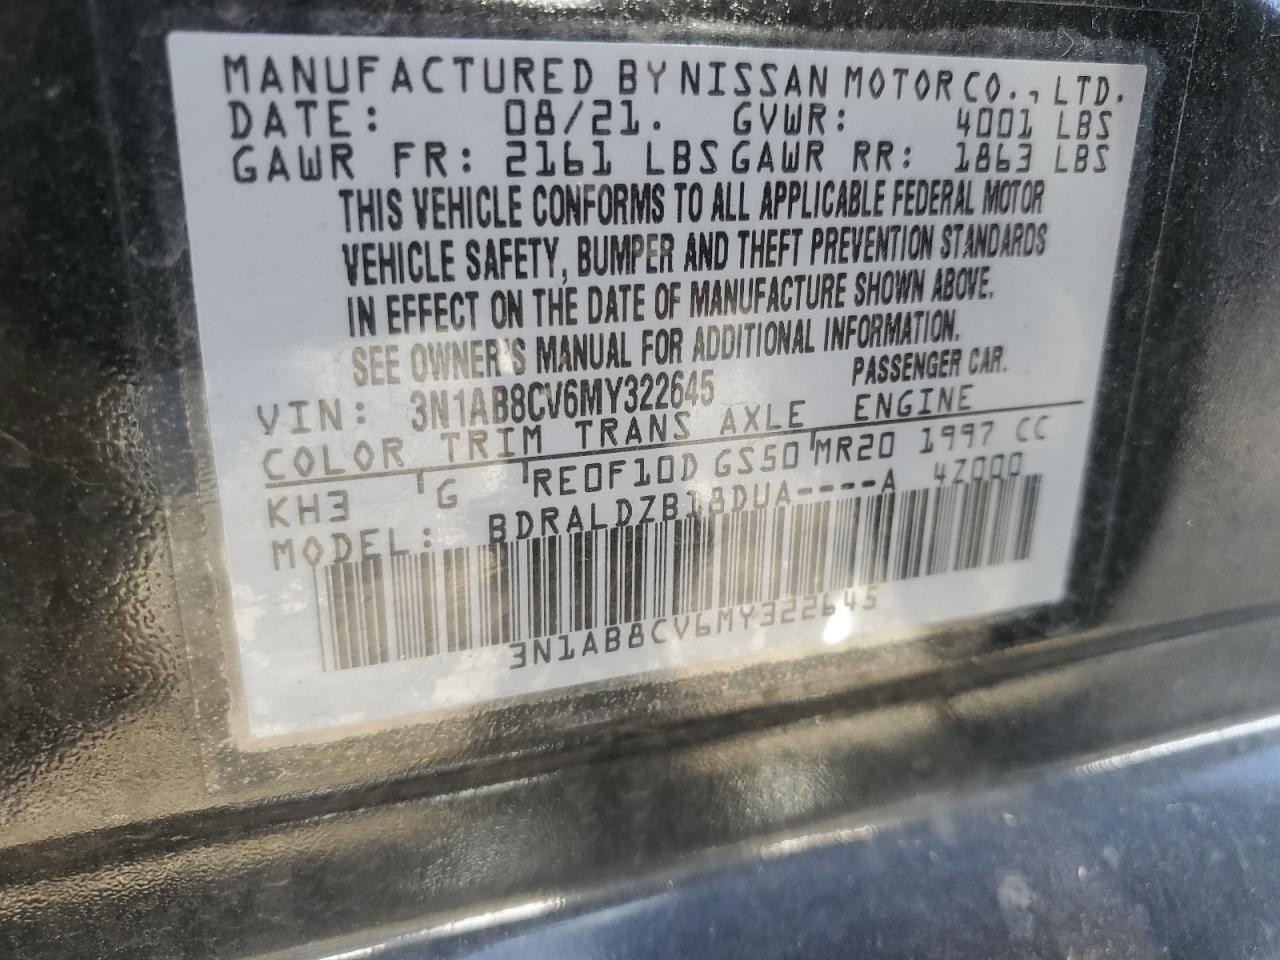 MANUFACTURED BY NISSAN MOTOR CO., LTD.
DATE: 08/21. GVWR: 4001 LBS
GAWR FR: 2161 LBS GAWR RR: 1863 LBS
THIS VEHICLE CONFORMS TO ALL APPLICABLE FEDERAL MOTOR
VEHICLE SAFETY, BUMPER AND THEFT PREVENTION STANDARDS
IN EFFECT ON THE DATE OF MANUFACTURE SHOWN ABOVE.
SEE OWNER'S MANUAL FOR ADDITIONAL INFORMATION.
VIN: 3N1AB8CV6MY322645 PASSENGER CAR.
COLOR TRIM TRANS AXLE ENGINE
KH3 G RE0F10D GS50 MR20 1997 CC
MODEL: BDRALDZB18DUA----A 4Z000
3N1AB8CV6MY322645